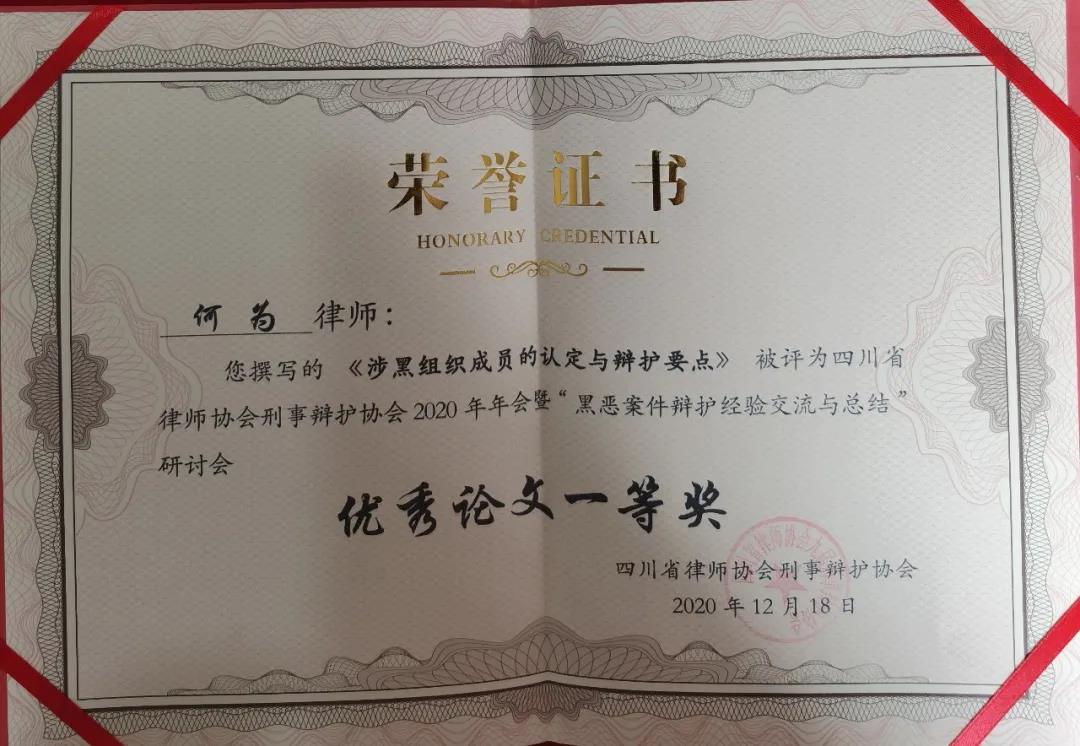 荣誉证书
HONORARY CREDENTIAL
何为 律师：
您撰写的《涉黑组织成员的认定与辩护要点》被评为四川省
律师协会刑事辩护协会2020年年会暨“黑恶案件辩护经验交流与总结”
研讨会
优秀论文一等奖
四川省律师协会刑事辩护协会
2020年12月18日